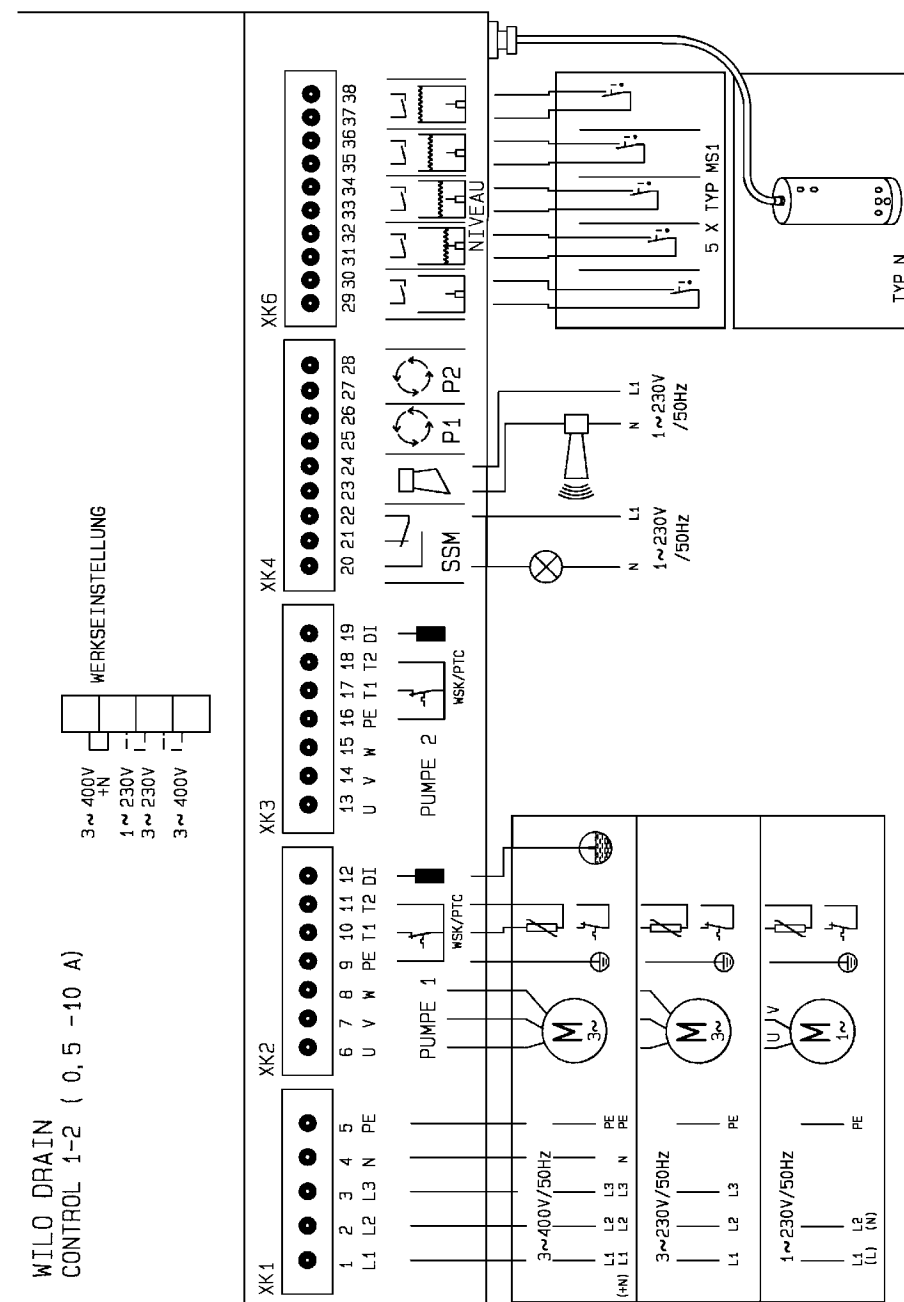 WILO DRAIN
CONTROL 1-2 ( 0,5 -10 A)
3~ 400V
+N
1~ 230V
3~ 230V
3~ 400V
WERKSEINSTELLUNG
XK1
1 2 3 4 5
L1 L2 L3 N PE
XK2
6 7 8 9 10 11 12
U V W PE T1 T2 DI
PUMPE 1
WSK/PTC
XK3
13 14 15 16 17 18 19
U V W PE T1 T2 DI
PUMPE 2
WSK/PTC
XK4
20 21 22 23 24 25 26 27 28
SSM
P1
P2
XK6
29 30 31 32 33 34 35 36 37 38
NIVEAU
3~400V/50Hz
L1 L2 L3 PE
L1 L2 L3 N PE
(+N)
M
3~
3~230V/50Hz
L1 L2 L3 PE
M
3~
1~230V/50Hz
L1 L2 PE
(L) (N)
U V
M
1~
N L1
1~230V
/50Hz
N L1
1~230V
/50Hz
5 X TYP MS1
TYP N